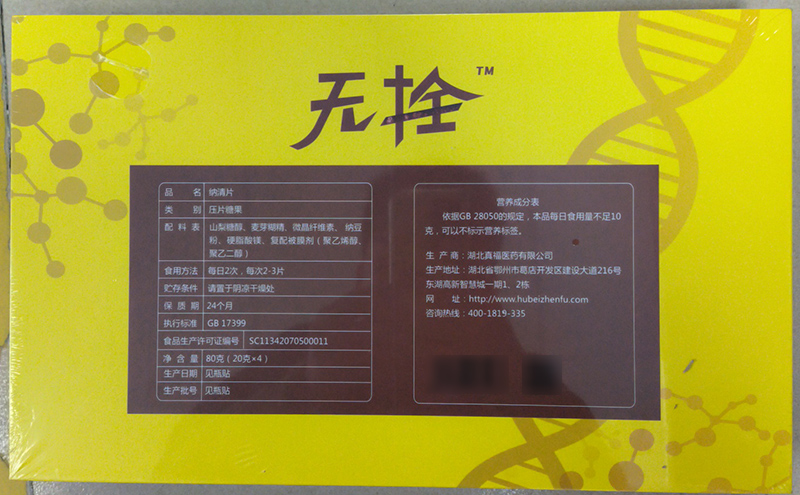 无栓™
品名 纳清片
类别 压片糖果
配料表 山梨糖醇、麦芽糊精、微晶纤维素、纳豆
粉、硬脂酸镁、复配被膜剂（聚乙烯醇、
聚乙二醇）
食用方法 每日2次，每次2-3片
贮存条件 请置于阴凉干燥处
保质期 24个月
执行标准 GB 17399
食品生产许可证编号 SC11342070500011
净含量 80克（20克×4）
生产日期 见瓶贴
生产批号 见瓶贴
营养成分表
依据GB 28050的规定，本品每日食用量不足10
克，可以不标示营养标签。
生产商：湖北真福医药有限公司
生产地址：湖北省鄂州市葛店开发区建设大道216号
东湖高新智慧城一期1、2栋
网址：http://www.hubeizhenfu.com
咨询热线：400-1819-335